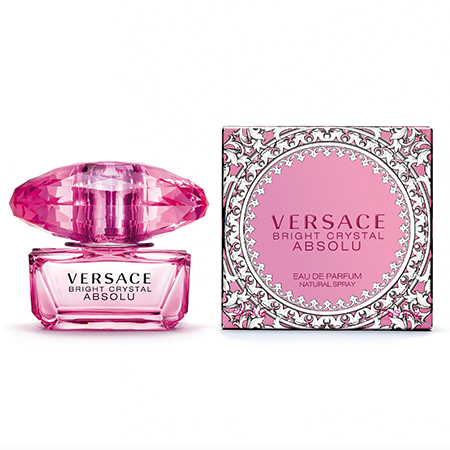 VERSACE
BRIGHT CRYSTAL
ABSOLU
VERSACE
BRIGHT CRYSTAL
ABSOLU
EAU DE PARFUM
NATURAL SPRAY